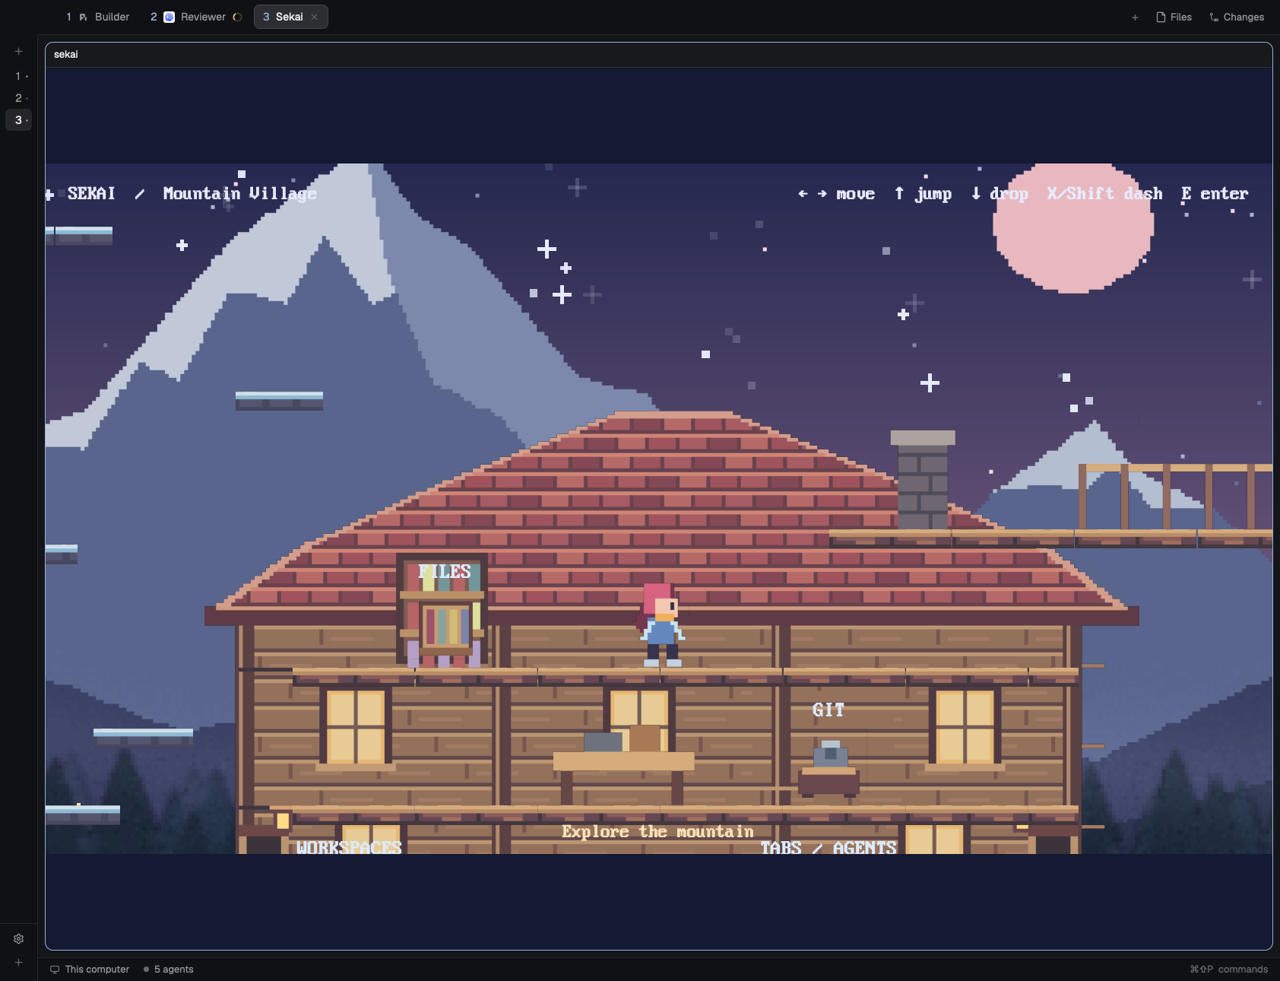 1 Builder
2 Reviewer
3 Sekai ×
+ Files Changes
+
1
2
3
sekai
SEKAI / Mountain Village
← → move ↑ jump ↓ drop X/Shift dash E enter
FILES
GIT
Explore the mountain
WORKSPACES
TABS / AGENTS
+
This computer
5 agents
⌘⇧P commands